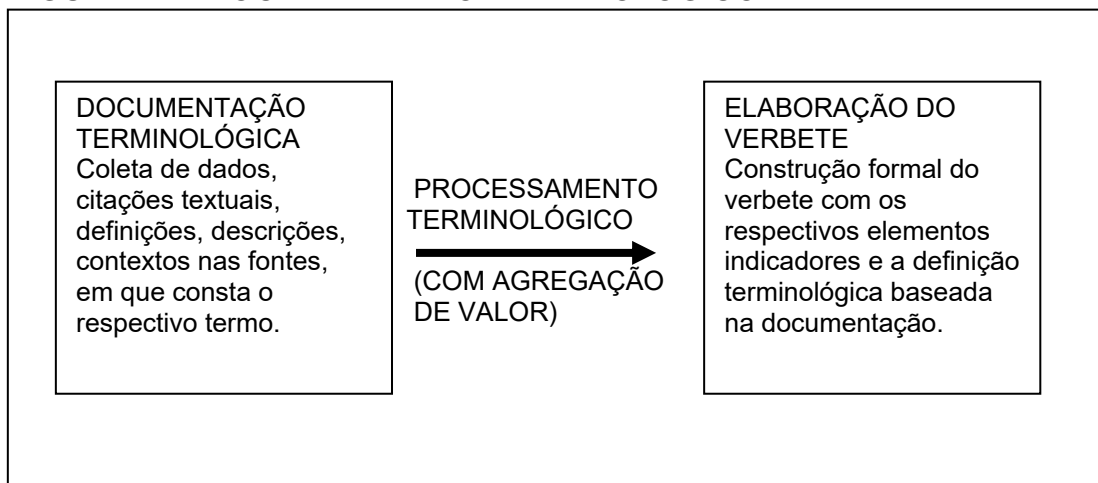 DOCUMENTAÇÃO
TERMINOLÓGICA
Coleta de dados,
citações textuais,
definições, descrições,
contextos nas fontes,
em que consta o
respectivo termo.
PROCESSAMENTO
TERMINOLÓGICO
(COM AGREGAÇÃO
DE VALOR)
ELABORAÇÃO DO
VERBETE
Construção formal do
verbete com os
respectivos elementos
indicadores e a definição
terminológica baseada
na documentação.